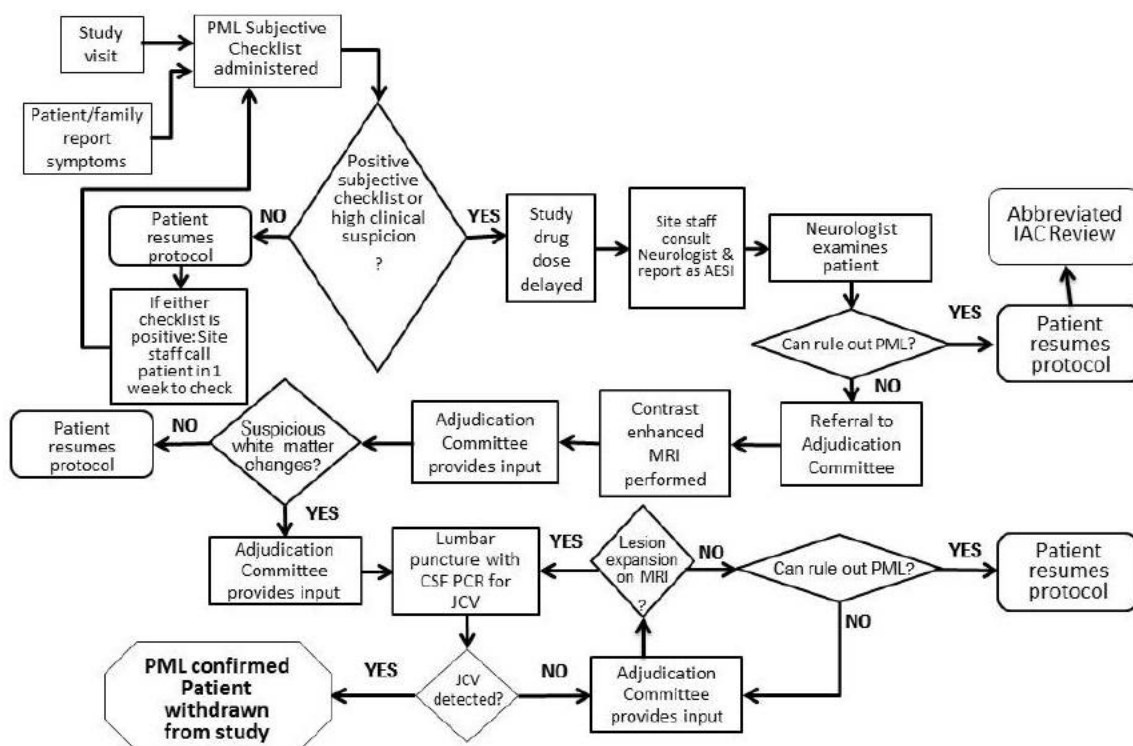 Study
visit
PML Subjective
Checklist
administered
Patient/family
report
symptoms
Positive
subjective
checklist or
high clinical
suspicion
?
NO
YES
Patient
resumes
protocol
If either
checklist is
positive: Site
staff call
patient in 1
week to check
Study
drug
dose
delayed
Site staff
consult
Neurologist &
report as AESI
Neurologist
examines
patient
Abbreviated
IAC Review
Can rule out PML?
YES
Patient
resumes
protocol
NO
Referral to
Adjudication
Committee
Contrast
enhanced
MRI
performed
Adjudication
Committee
provides input
Suspicious
white matter
changes?
NO
Patient
resumes
protocol
YES
Adjudication
Committee
provides input
Lumbar
puncture with
CSF PCR for
JCV
YES
Lesion
expansion
on MRI
?
NO
Can rule out PML?
YES
Patient
resumes
protocol
NO
JCV
detected?
YES
PML confirmed
Patient
withdrawn
from study
NO
Adjudication
Committee
provides input